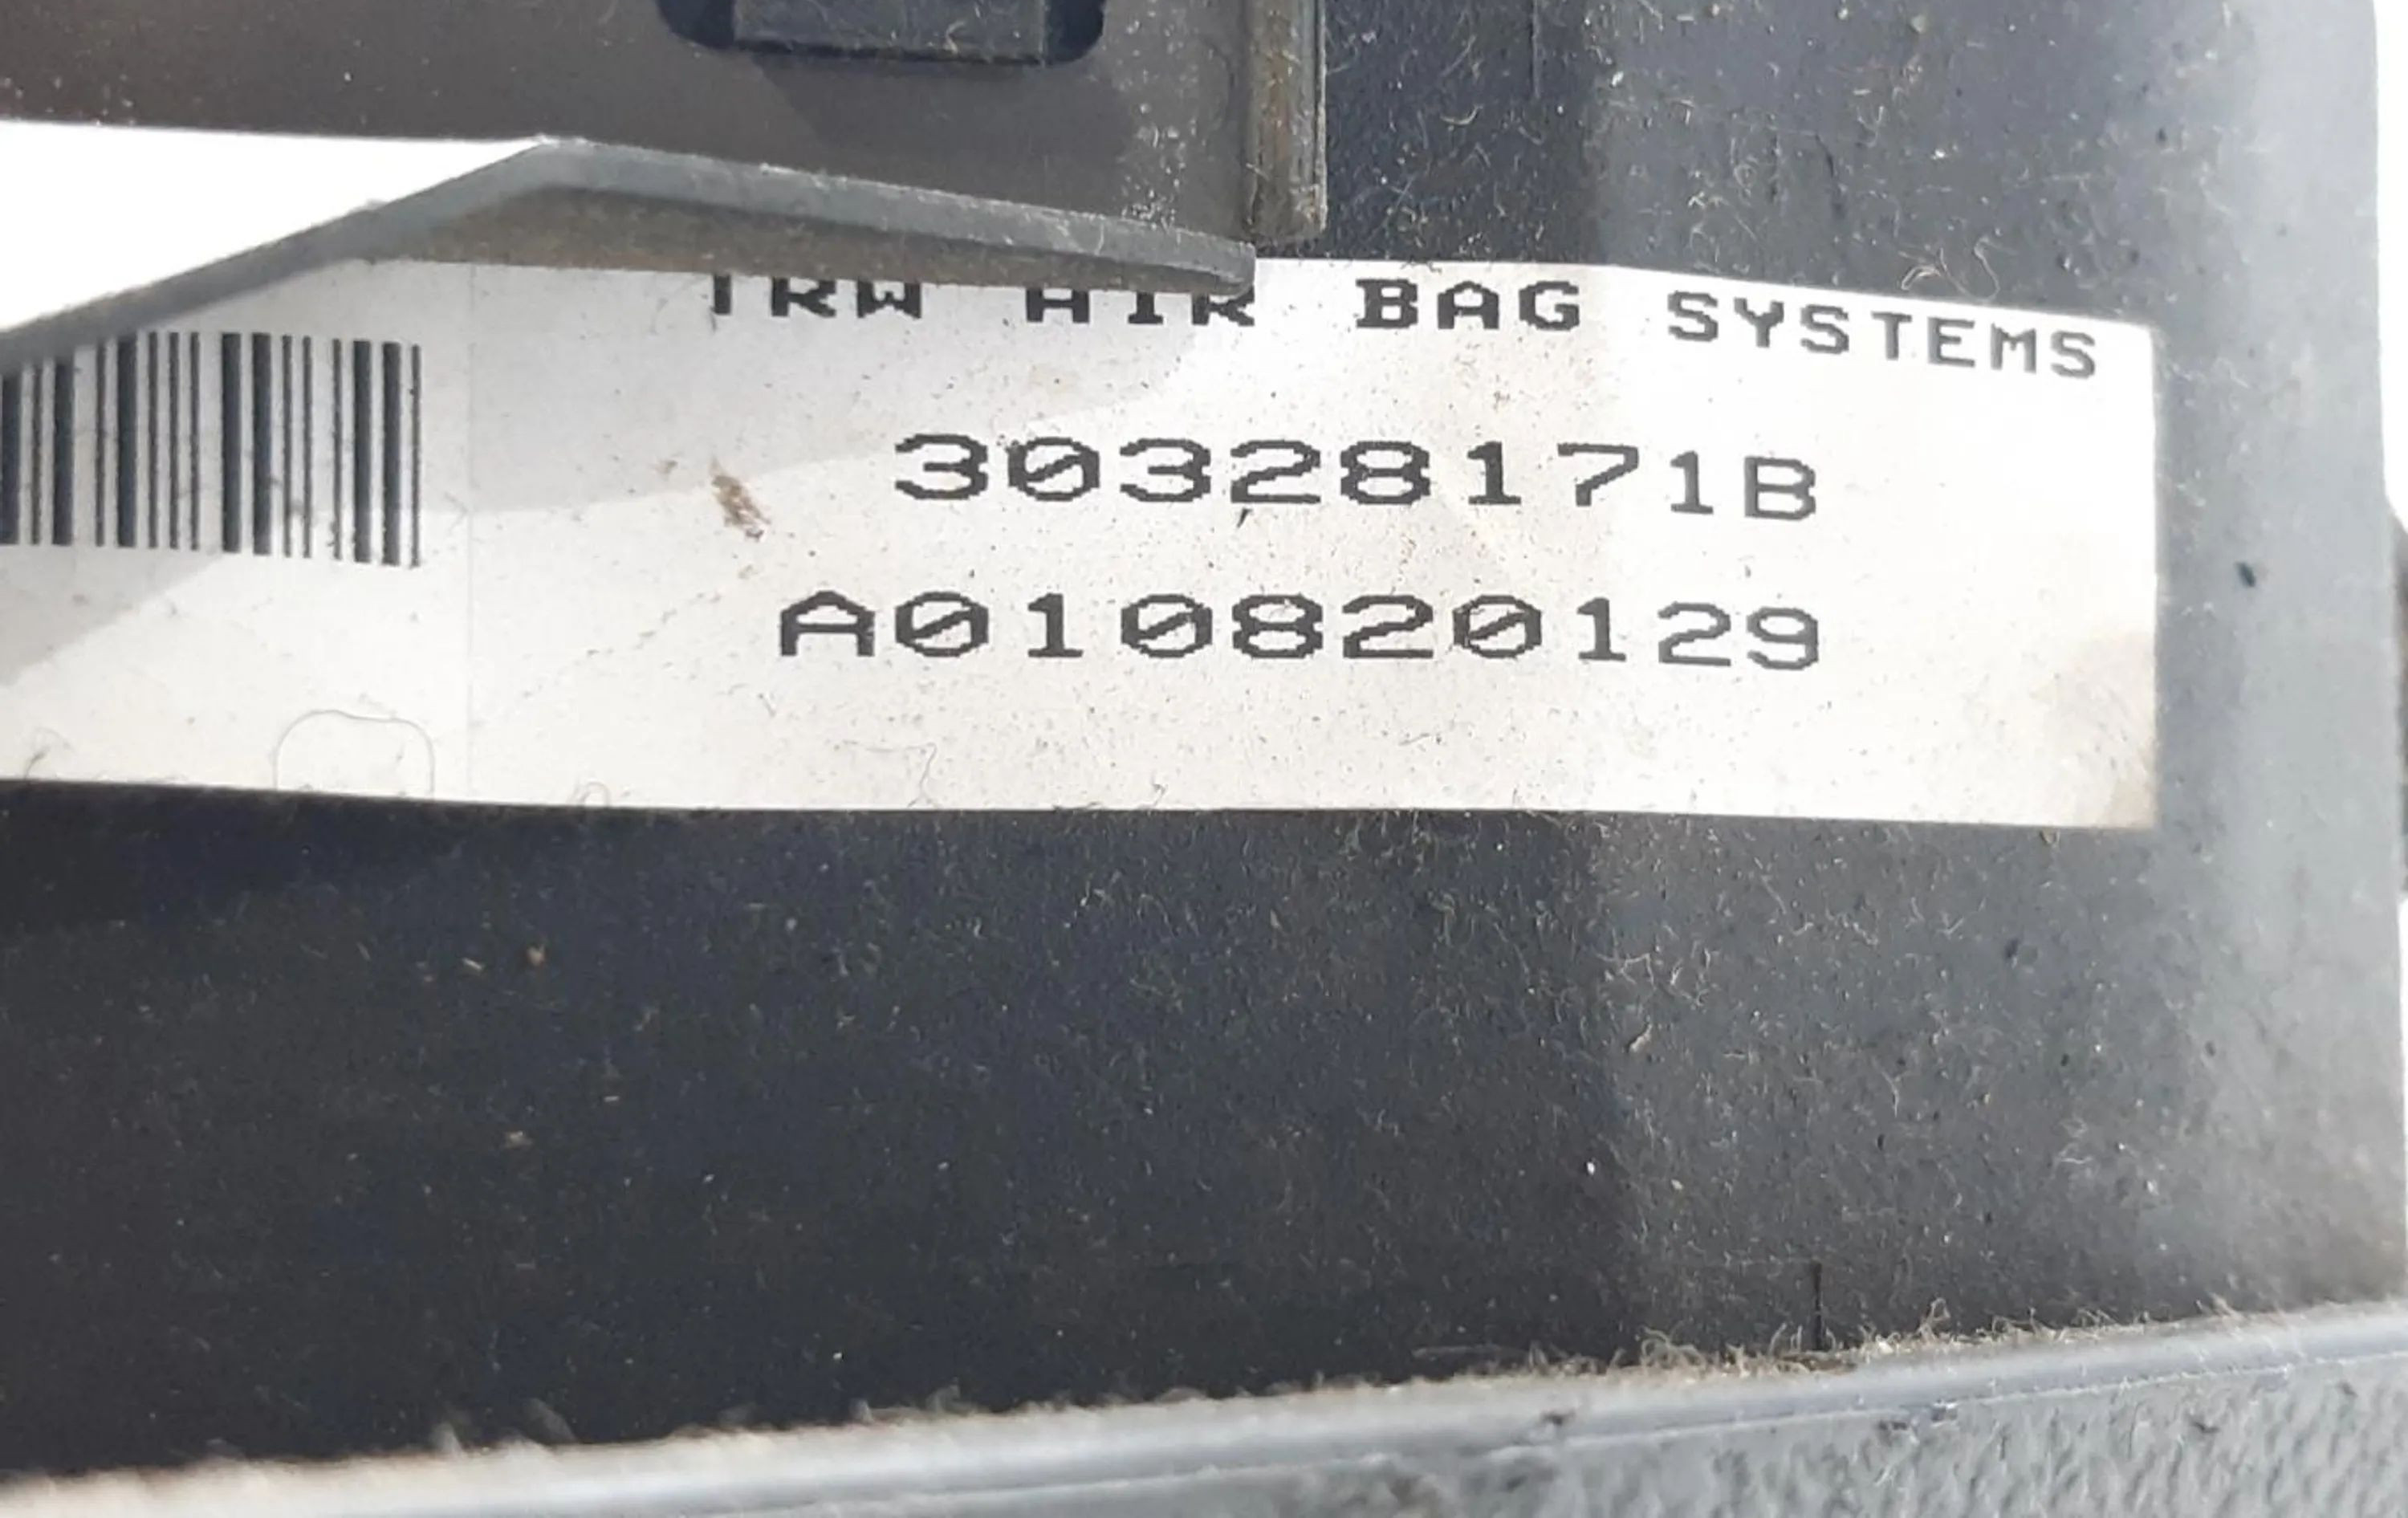 TRW AIR BAG SYSTEMS
30328171B
A010820129